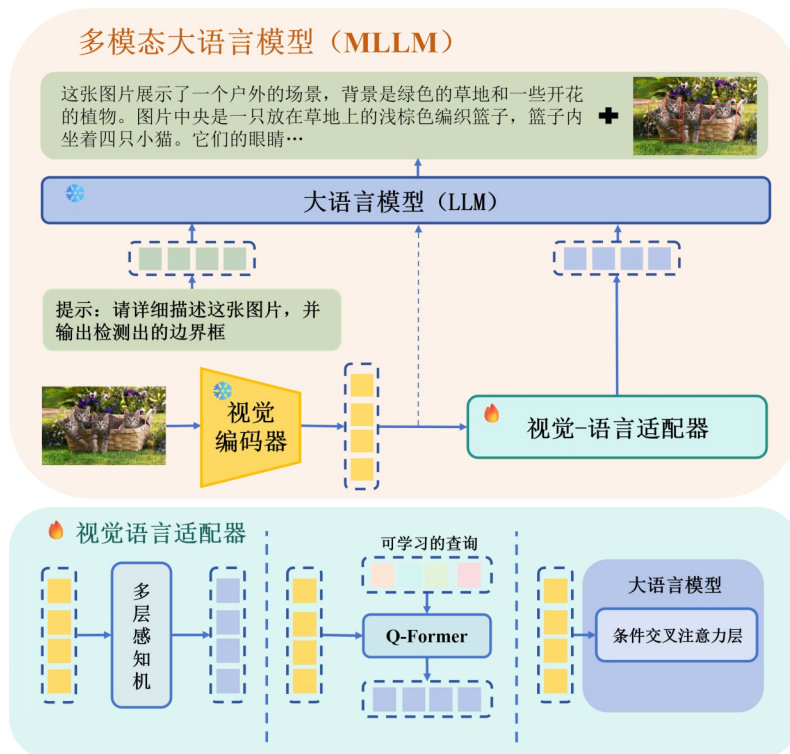 多模态大语言模型（MLLM）
这张图片展示了一个户外的场景，背景是绿色的草地和一些开花
的植物。图片中央是一只放在草地上的浅棕色编织篮子，篮子内
坐着四只小猫。它们的眼睛…
大语言模型（LLM）
提示：请详细描述这张图片，并
输出检测出的边界框
视觉
编码器
视觉-语言适配器
视觉语言适配器
多层感知机
可学习的查询
Q-Former
大语言模型
条件交叉注意力层